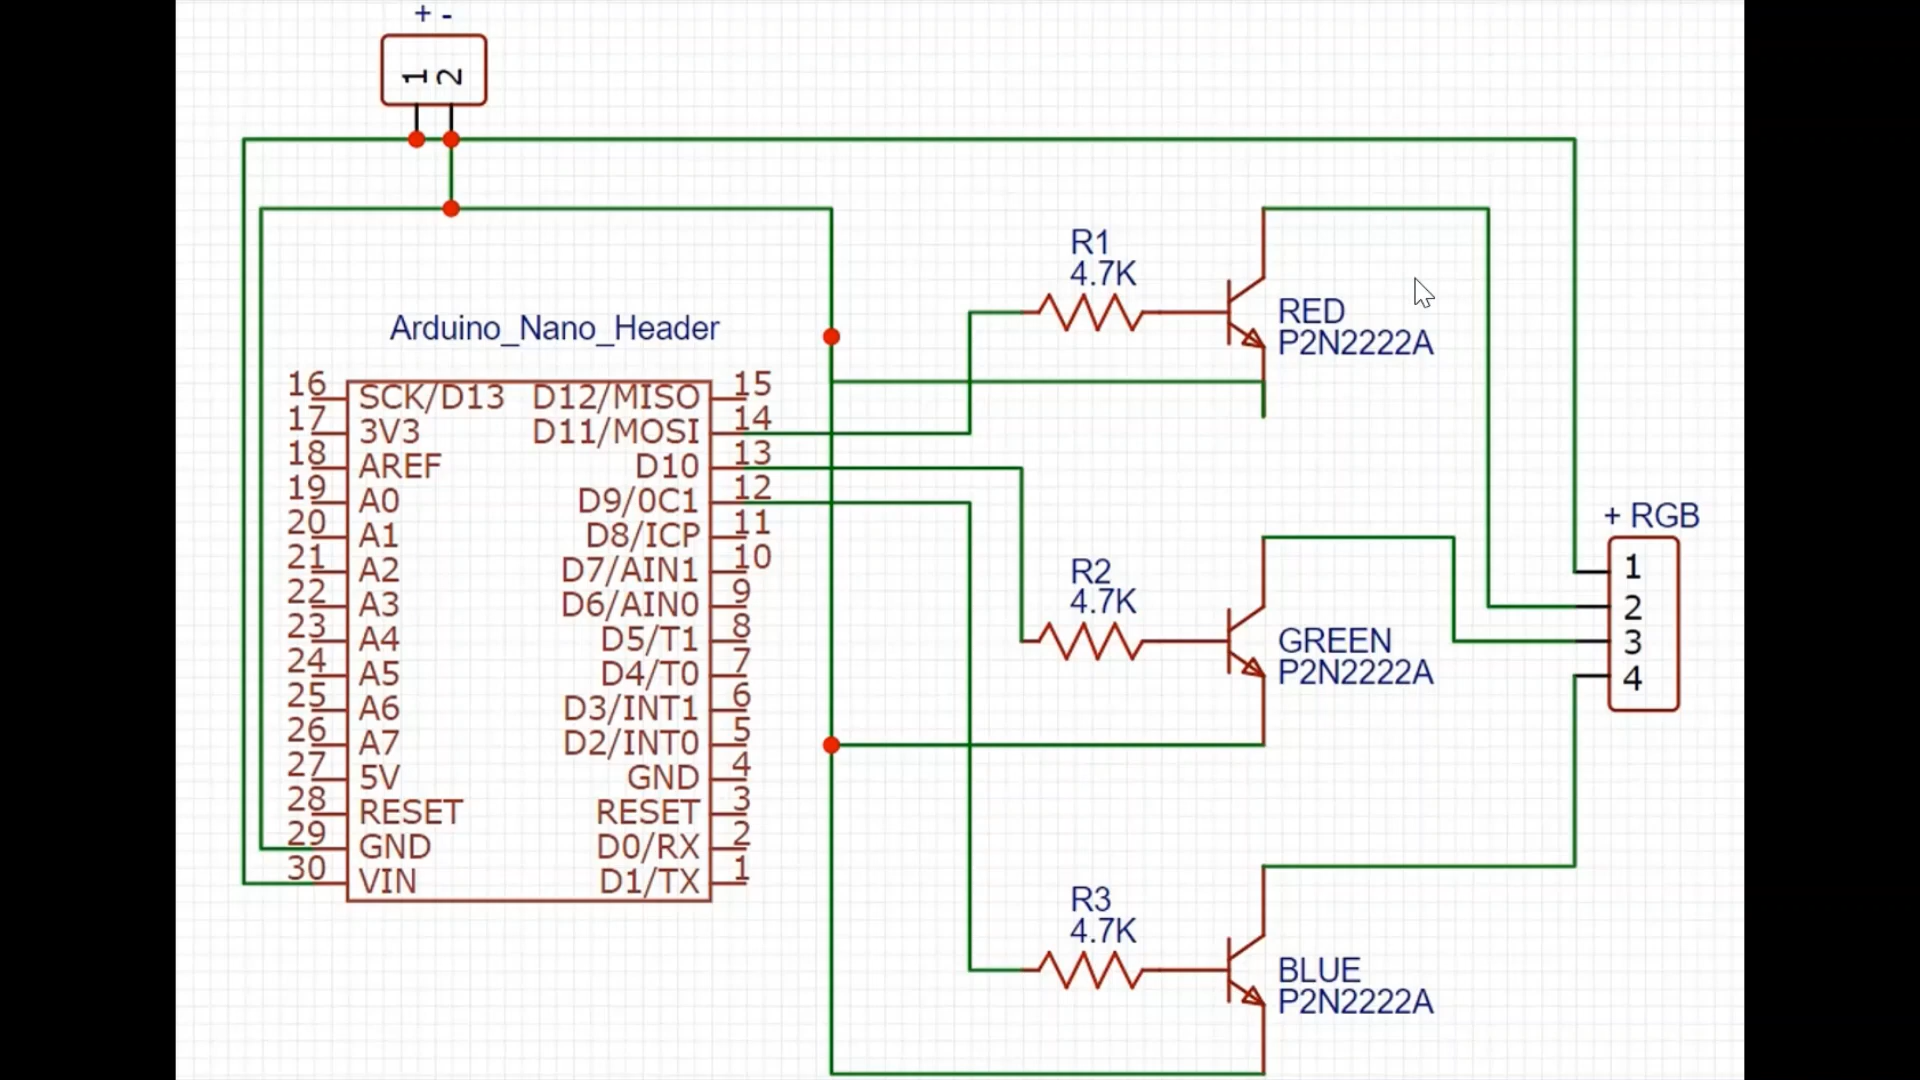 + -
1 2
R1
4.7K
RED
P2N2222A
Arduino_Nano_Header
16 SCK/D13 D12/MISO 15
17 3V3 D11/MOSI 14
18 AREF D10 13
19 A0 D9/0C1 12
20 A1 D8/ICP 11
21 A2 D7/AIN1 10
22 A3 D6/AIN0 9
23 A4 D5/T1 8
24 A5 D4/T0 7
25 A6 D3/INT1 6
26 A7 D2/INT0 5
27 5V GND 4
28 RESET RESET 3
29 GND D0/RX 2
30 VIN D1/TX 1
+ RGB
1
2
3
4
R2
4.7K
GREEN
P2N2222A
R3
4.7K
BLUE
P2N2222A